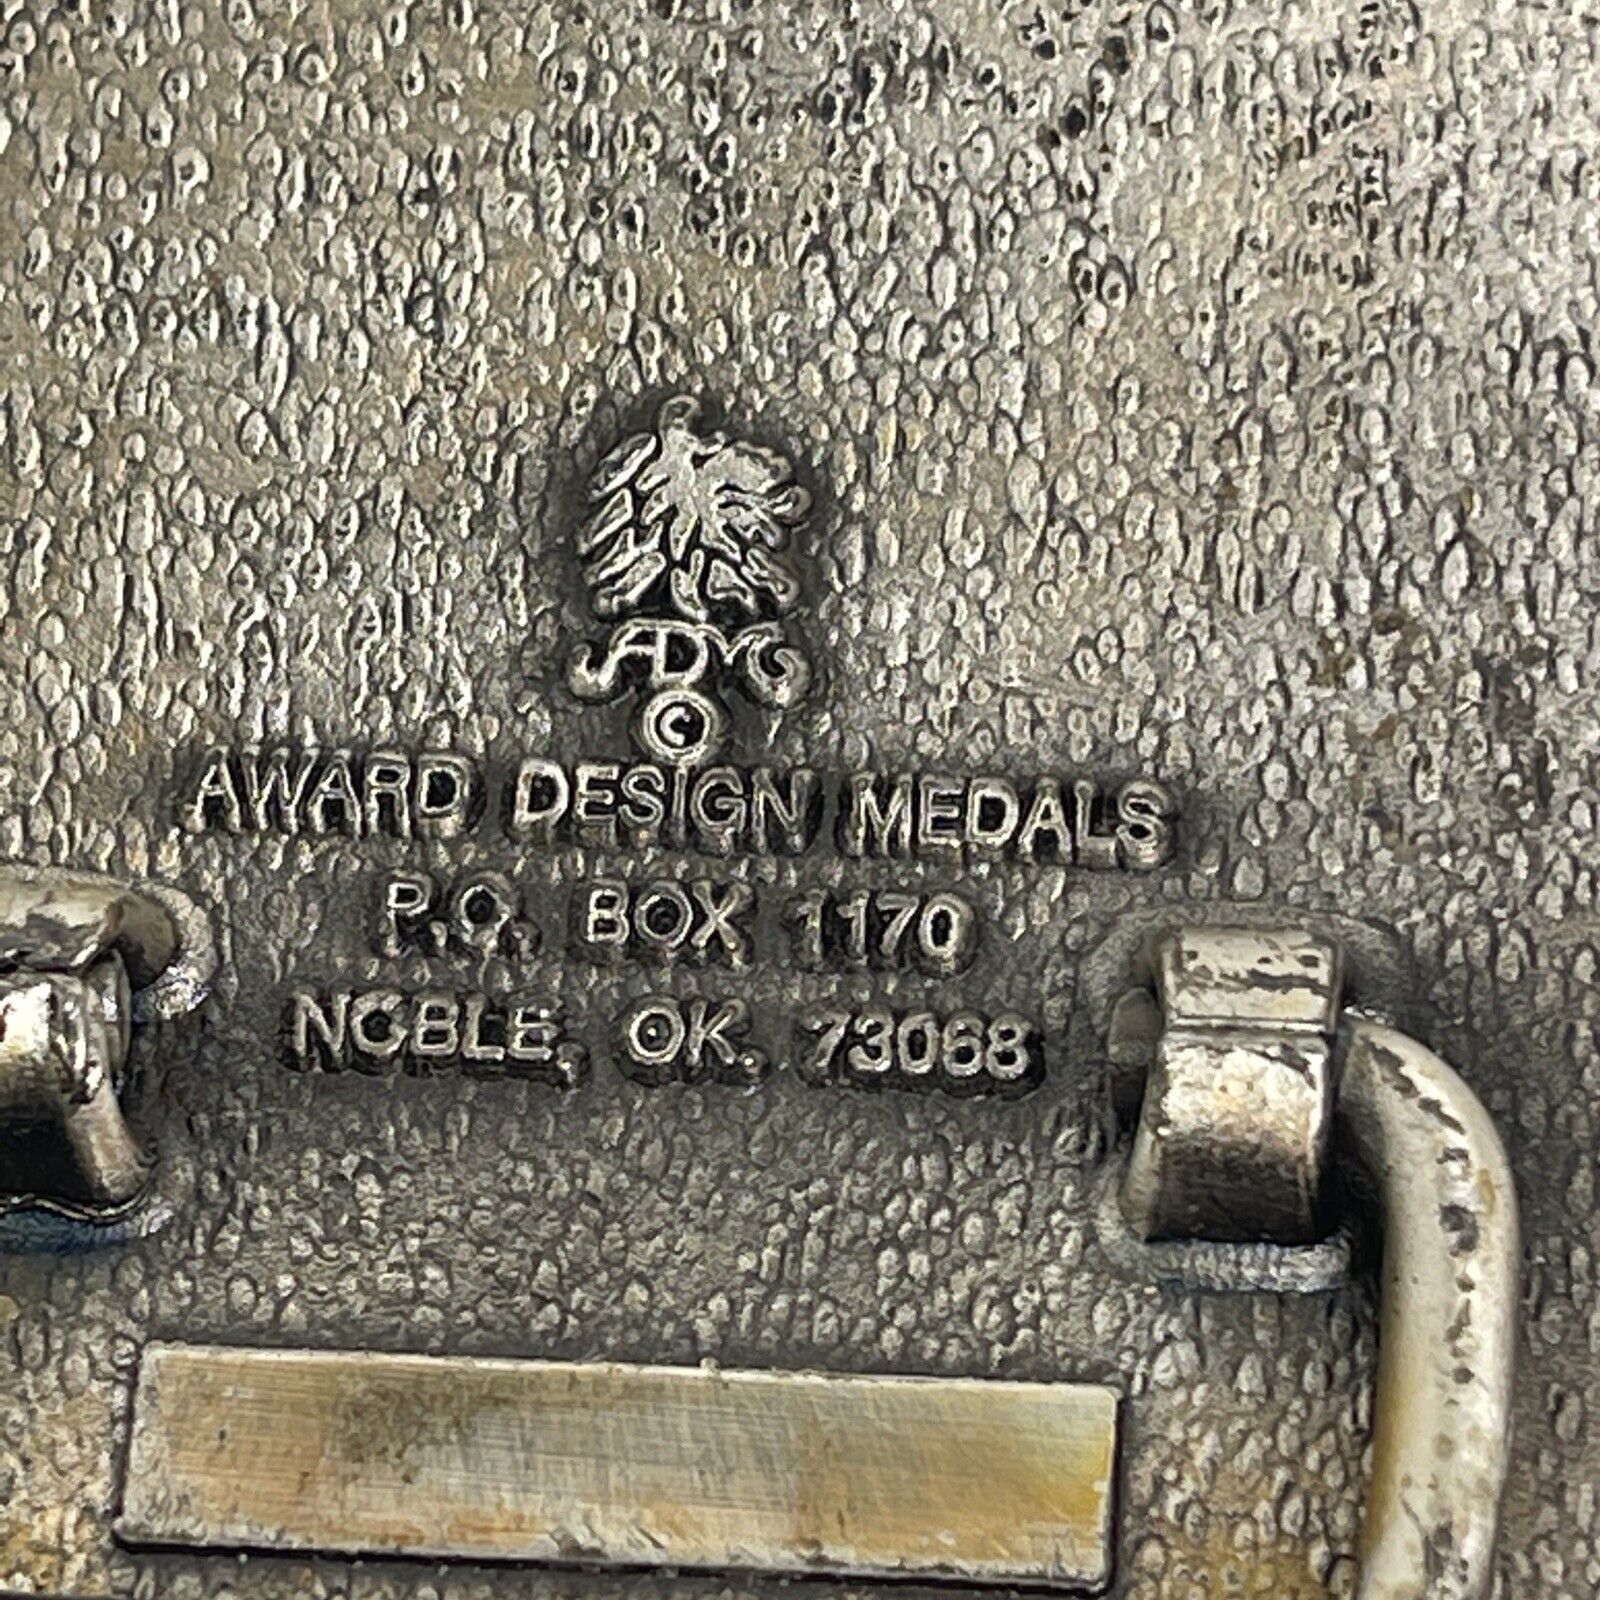 ADM
©
AWARD DESIGN MEDALS
P.O. BOX 1170
NOBLE, OK. 73068